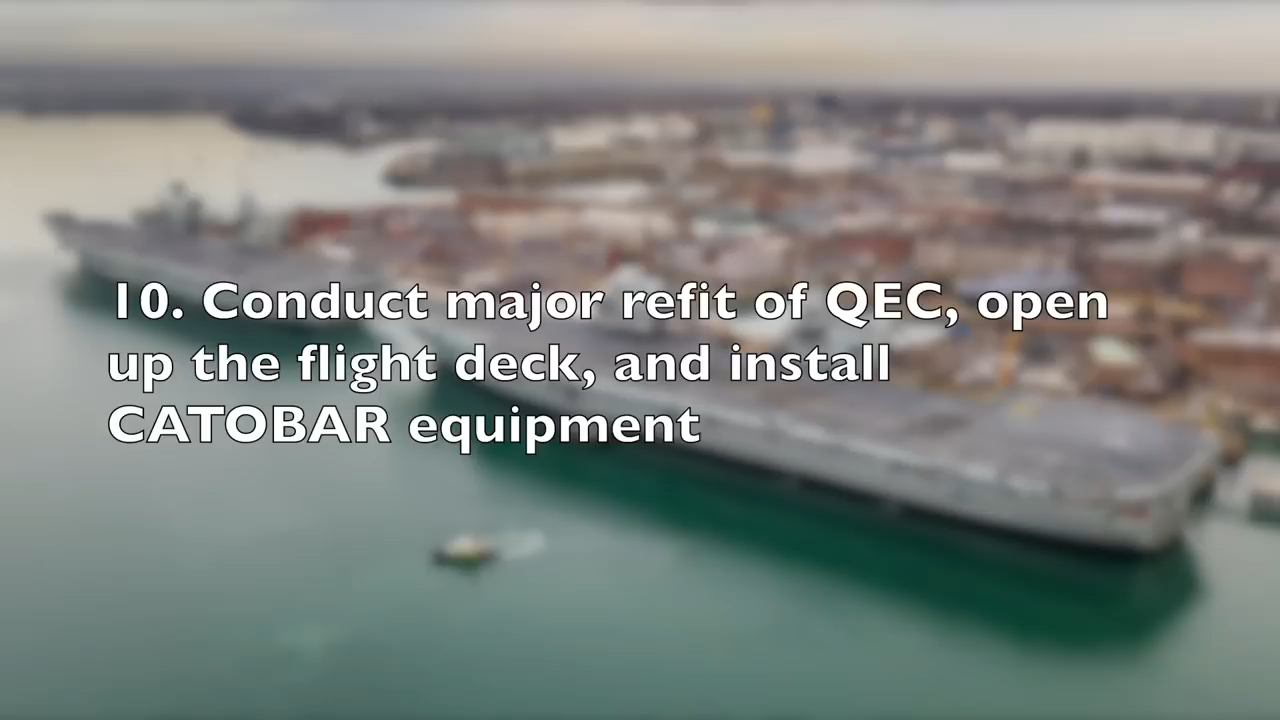 10. Conduct major refit of QEC, open
up the flight deck, and install
CATOBAR equipment